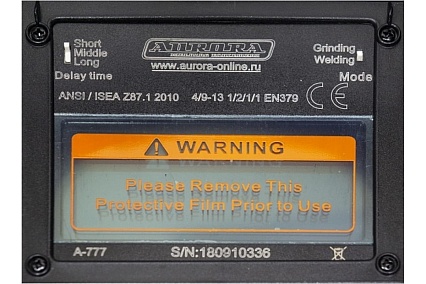 Short
Middle
Long
Delay time
AURORA
www.aurora-online.ru
Grinding
Welding
Mode
ANSI / ISEA Z87.1 2010 4/9-13 1/2/1/1 EN379 CE
WARNING
Please Remove This
Protective Film Prior to Use
A-777 S/N:180910336